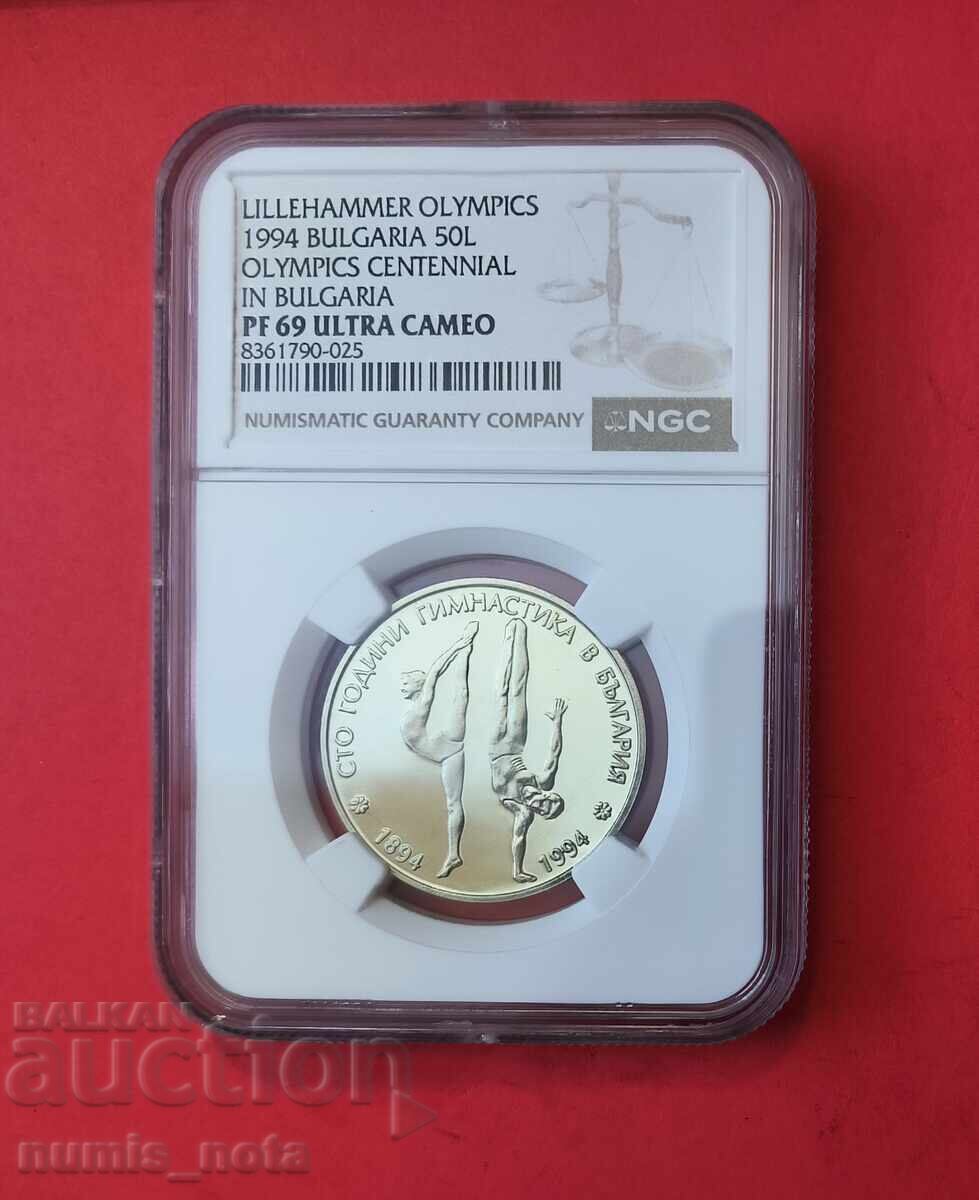 LILLEHAMMER OLYMPICS
1994 BULGARIA 50L
OLYMPICS CENTENNIAL
IN BULGARIA
PF 69 ULTRA CAMEO
8361790-025
NUMISMATIC GUARANTY COMPANY
NGC
СТО ГОДИНИ ГИМНАСТИКА В БЪЛГАРИЯ
1894 1994
BALKAN
auction
numis_nota